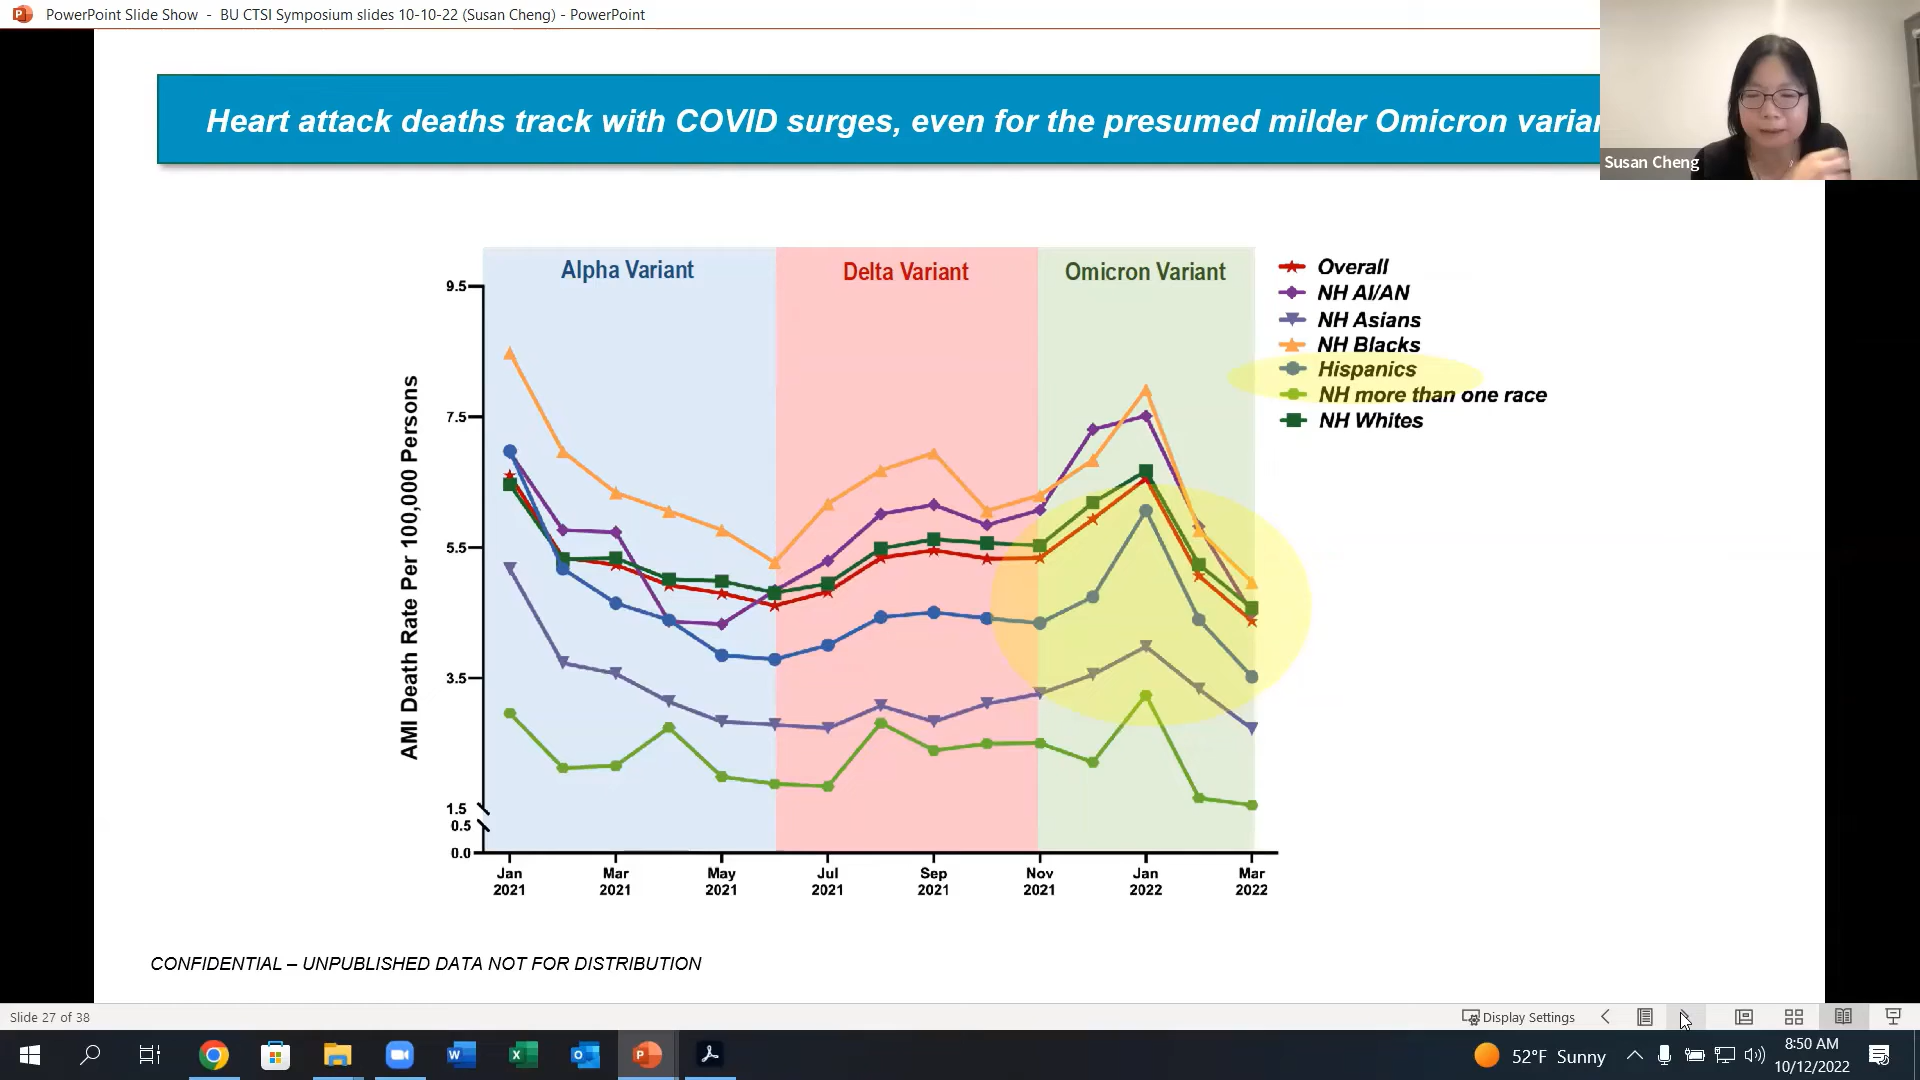 PowerPoint Slide Show - BU CTSI Symposium slides 10-10-22 (Susan Cheng) - PowerPoint
Heart attack deaths track with COVID surges, even for the presumed milder Omicron
Susan Cheng
Alpha Variant
Delta Variant
Omicron Variant
Overall
NH AI/AN
NH Asians
NH Blacks
Hispanics
NH more than one race
NH Whites
AMI Death Rate Per 100,000 Persons
9.5
7.5
5.5
3.5
1.5
0.5
0.0
Jan 2021
Mar 2021
May 2021
Jul 2021
Sep 2021
Nov 2021
Jan 2022
Mar 2022
CONFIDENTIAL – UNPUBLISHED DATA NOT FOR DISTRIBUTION
Slide 27 of 38
Display Settings
52°F Sunny
8:50 AM
10/12/2022